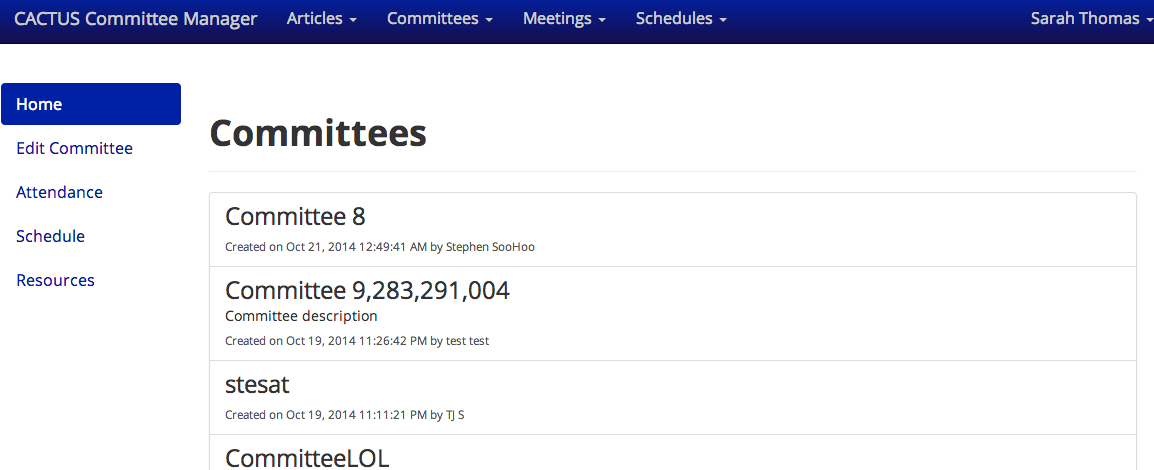 CACTUS Committee Manager Articles Committees Meetings Schedules Sarah Thomas
Home
Edit Committee
Attendance
Schedule
Resources
Committees
Committee 8
Created on Oct 21, 2014 12:49:41 AM by Stephen SooHoo
Committee 9,283,291,004
Committee description
Created on Oct 19, 2014 11:26:42 PM by test test
stesat
Created on Oct 19, 2014 11:11:21 PM by TJ S
CommitteeLOL